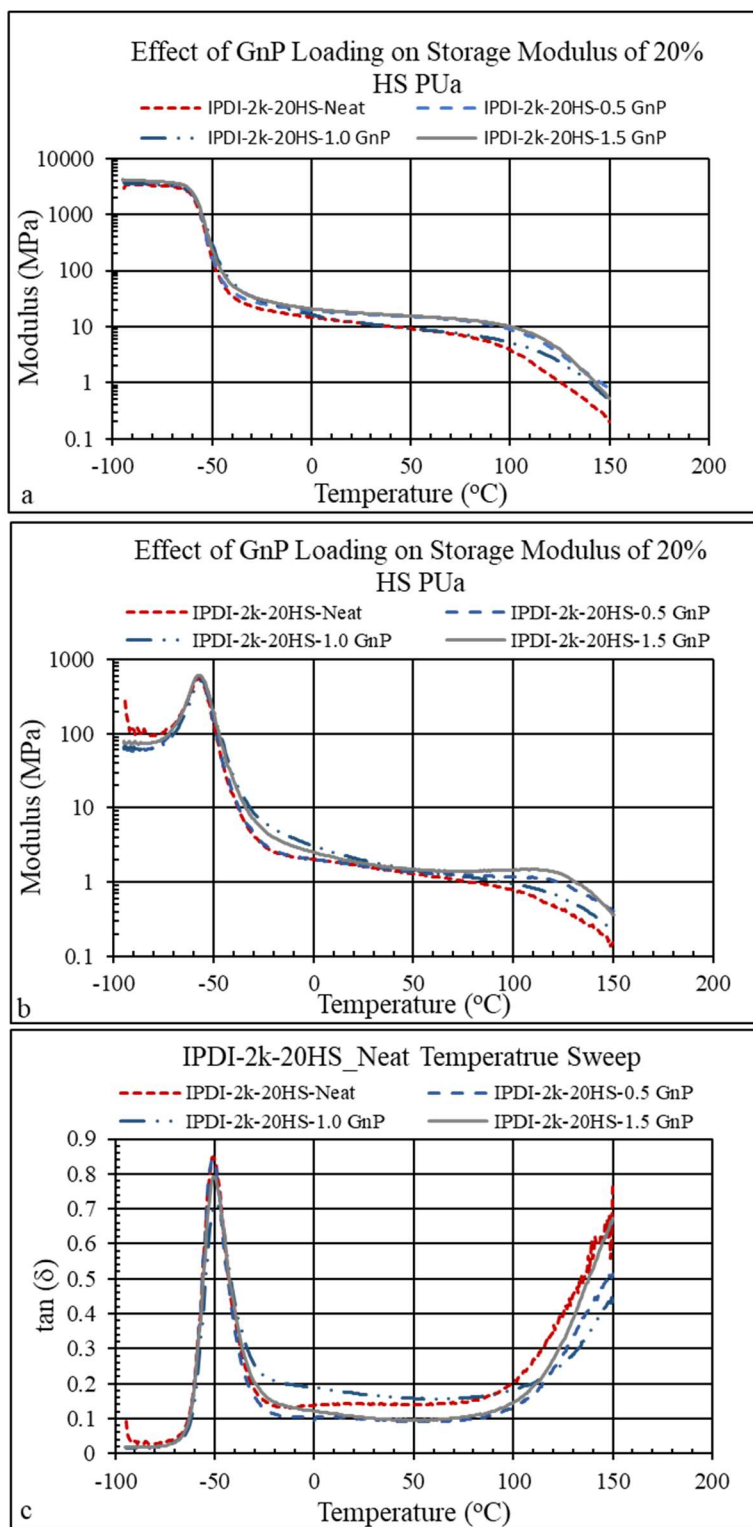 Effect of GnP Loading on Storage Modulus of 20%
HS PUa
IPDI-2k-20HS-Neat IPDI-2k-20HS-0.5 GnP
IPDI-2k-20HS-1.0 GnP IPDI-2k-20HS-1.5 GnP
10000
1000
100
10
1
0.1
Modulus (MPa)
-100 -50 0 50 100 150 200
Temperature (°C)
a
Effect of GnP Loading on Storage Modulus of 20%
HS PUa
IPDI-2k-20HS-Neat IPDI-2k-20HS-0.5 GnP
IPDI-2k-20HS-1.0 GnP IPDI-2k-20HS-1.5 GnP
1000
100
10
1
0.1
Modulus (MPa)
-100 -50 0 50 100 150 200
Temperature (°C)
b
IPDI-2k-20HS_Neat Temperatrue Sweep
IPDI-2k-20HS-Neat IPDI-2k-20HS-0.5 GnP
IPDI-2k-20HS-1.0 GnP IPDI-2k-20HS-1.5 GnP
0.9
0.8
0.7
0.6
0.5
0.4
0.3
0.2
0.1
0
tan (δ)
-100 -50 0 50 100 150 200
Temperature (°C)
c